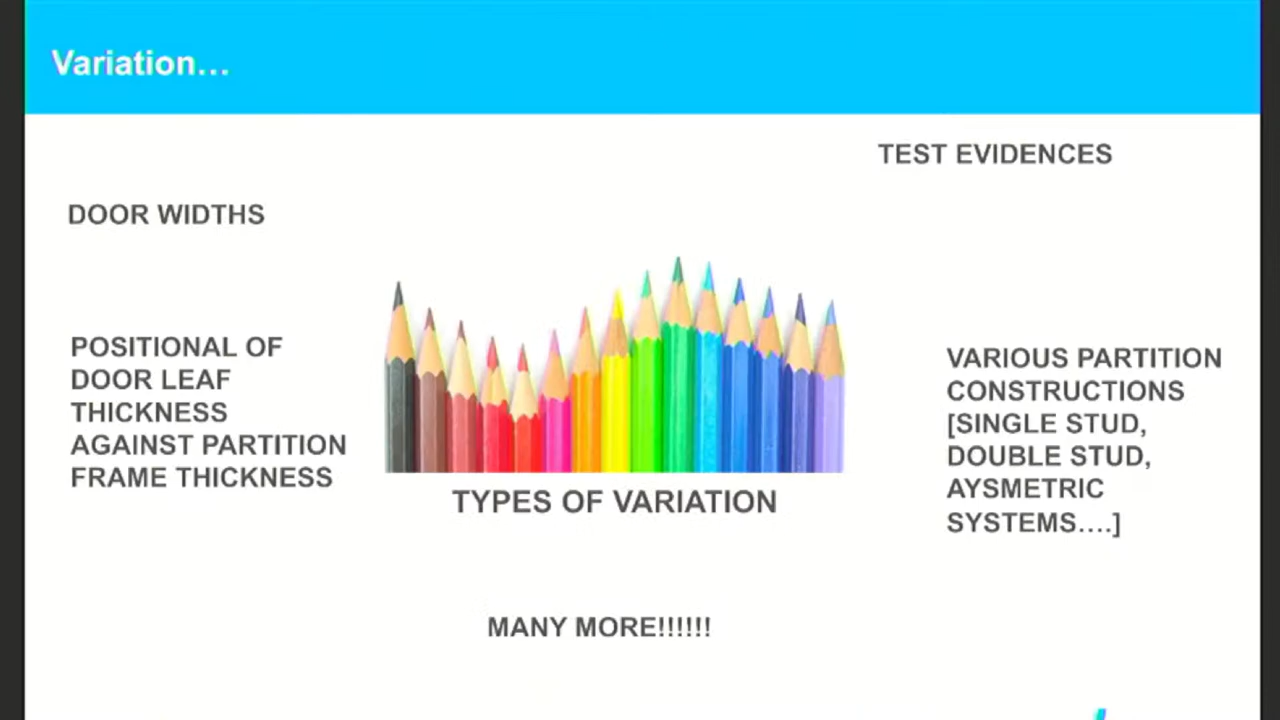 Variation...
TEST EVIDENCES
DOOR WIDTHS
POSITIONAL OF
DOOR LEAF
THICKNESS
AGAINST PARTITION
FRAME THICKNESS
VARIOUS PARTITION
CONSTRUCTIONS
[SINGLE STUD,
DOUBLE STUD,
AYSMETRIC
SYSTEMS....]
TYPES OF VARIATION
MANY MORE!!!!!!